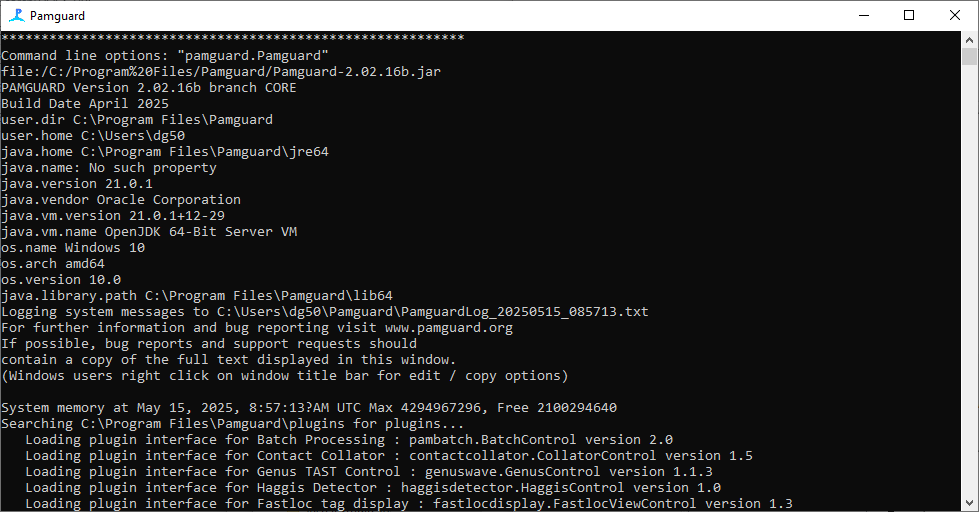 Pamguard
**********************************************************
Command line options: "pamguard.Pamguard"
file:/C:/Program%20Files/Pamguard/Pamguard-2.02.16b.jar
PAMGUARD Version 2.02.16b branch CORE
Build Date April 2025
user.dir C:\Program Files\Pamguard
user.home C:\Users\dg50
java.home C:\Program Files\Pamguard\jre64
java.name: No such property
java.version 21.0.1
java.vendor Oracle Corporation
java.vm.version 21.0.1+12-29
java.vm.name OpenJDK 64-Bit Server VM
os.name Windows 10
os.arch amd64
os.version 10.0
java.library.path C:\Program Files\Pamguard\lib64
Logging system messages to C:\Users\dg50\Pamguard\PamguardLog_20250515_085713.txt
For further information and bug reporting visit www.pamguard.org
If possible, bug reports and support requests should
contain a copy of the full text displayed in this window.
(Windows users right click on window title bar for edit / copy options)
System memory at May 15, 2025, 8:57:13?AM UTC Max 4294967296, Free 2100294640
Searching C:\Program Files\Pamguard\plugins for plugins...
Loading plugin interface for Batch Processing : pambatch.BatchControl version 2.0
Loading plugin interface for Contact Collator : contactcollator.CollatorControl version 1.5
Loading plugin interface for Genus TAST Control : genuswave.GenusControl version 1.1.3
Loading plugin interface for Haggis Detector : haggisdetector.HaggisControl version 1.0
Loading plugin interface for Fastloc tag display : fastlocdisplay.FastlocViewControl version 1.3